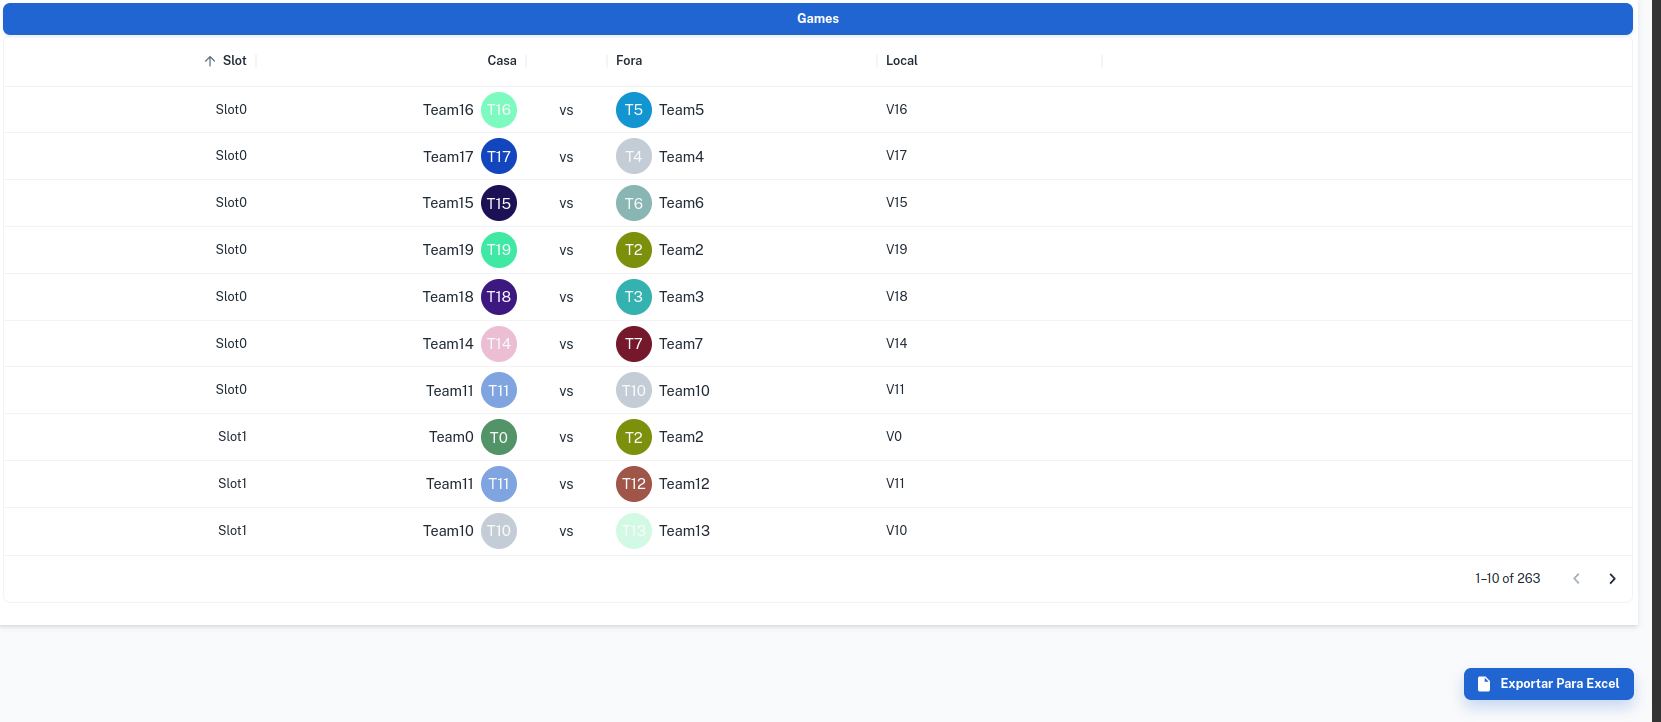 Games
Slot Casa Fora Local
Slot0 Team16 T16 vs T5 Team5 V16
Slot0 Team17 T17 vs T4 Team4 V17
Slot0 Team15 T15 vs T6 Team6 V15
Slot0 Team19 T19 vs T2 Team2 V19
Slot0 Team18 T18 vs T3 Team3 V18
Slot0 Team14 T14 vs T7 Team7 V14
Slot0 Team11 T11 vs T10 Team10 V11
Slot1 Team0 T0 vs T2 Team2 V0
Slot1 Team11 T11 vs T12 Team12 V11
Slot1 Team10 T10 vs T13 Team13 V10
1–10 of 263
Exportar Para Excel